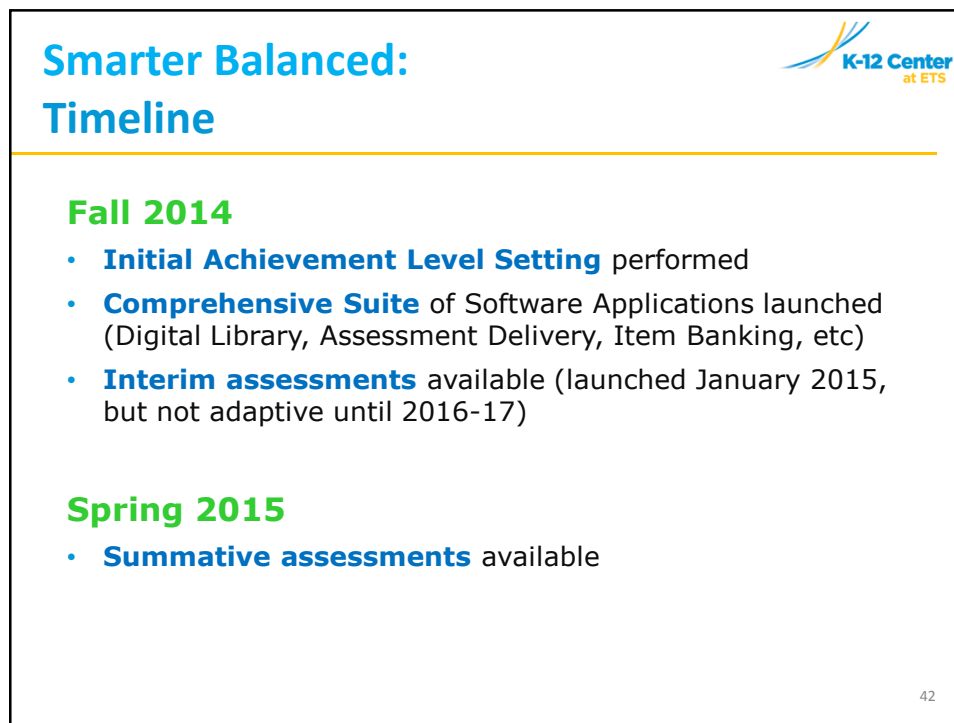 Smarter Balanced:
Timeline
K-12 Center
at ETS
Fall 2014
• Initial Achievement Level Setting performed
• Comprehensive Suite of Software Applications launched
(Digital Library, Assessment Delivery, Item Banking, etc)
• Interim assessments available (launched January 2015,
but not adaptive until 2016-17)
Spring 2015
• Summative assessments available
42